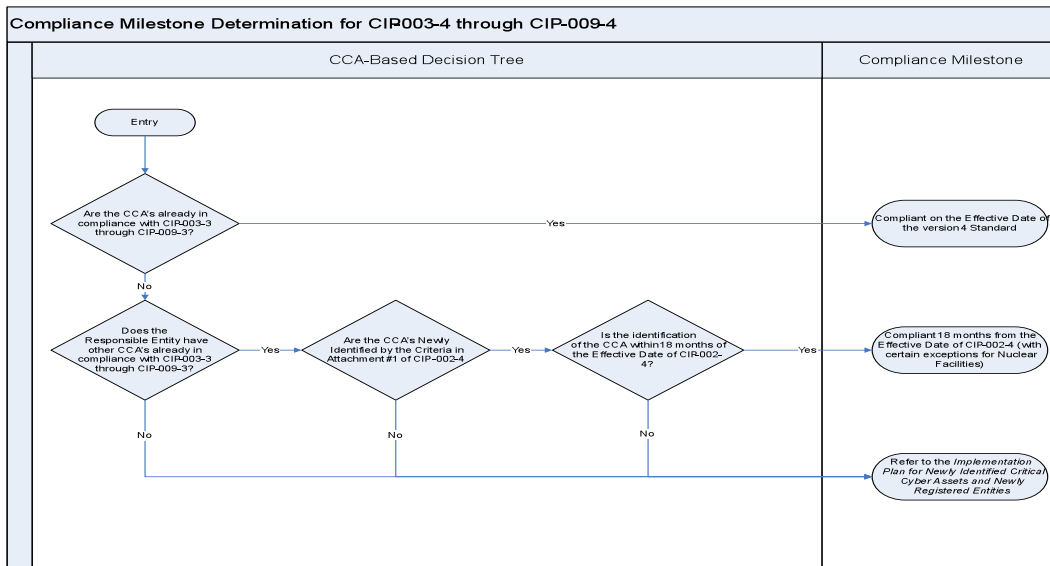 Compliance Milestone Determination for CIP003-4 through CIP-009-4
CCA-Based Decision Tree
Compliance Milestone
Entry
Are the CCA's already in
compliance with CIP-003-3
through CIP-009-3?
Yes
Compliant on the Effective Date of
the version 4 Standard
No
Does the
Responsible Entity have
other CCA's already in
compliance with CIP-003-3
through CIP-009-3?
Yes
Are the CCA's Newly
Identified by the Criteria in
Attachment #1 of CIP-002-4
Yes
Is the identification
of the CCA within 18 months of
the Effective Date of CIP-002-
4?
Yes
Compliant 18 months from the
Effective Date of CIP-002-4 (with
certain exceptions for Nuclear
Facilities)
No
No
No
Refer to the Implementation
Plan for Newly Identified Critical
Cyber Assets and Newly
Registered Entities